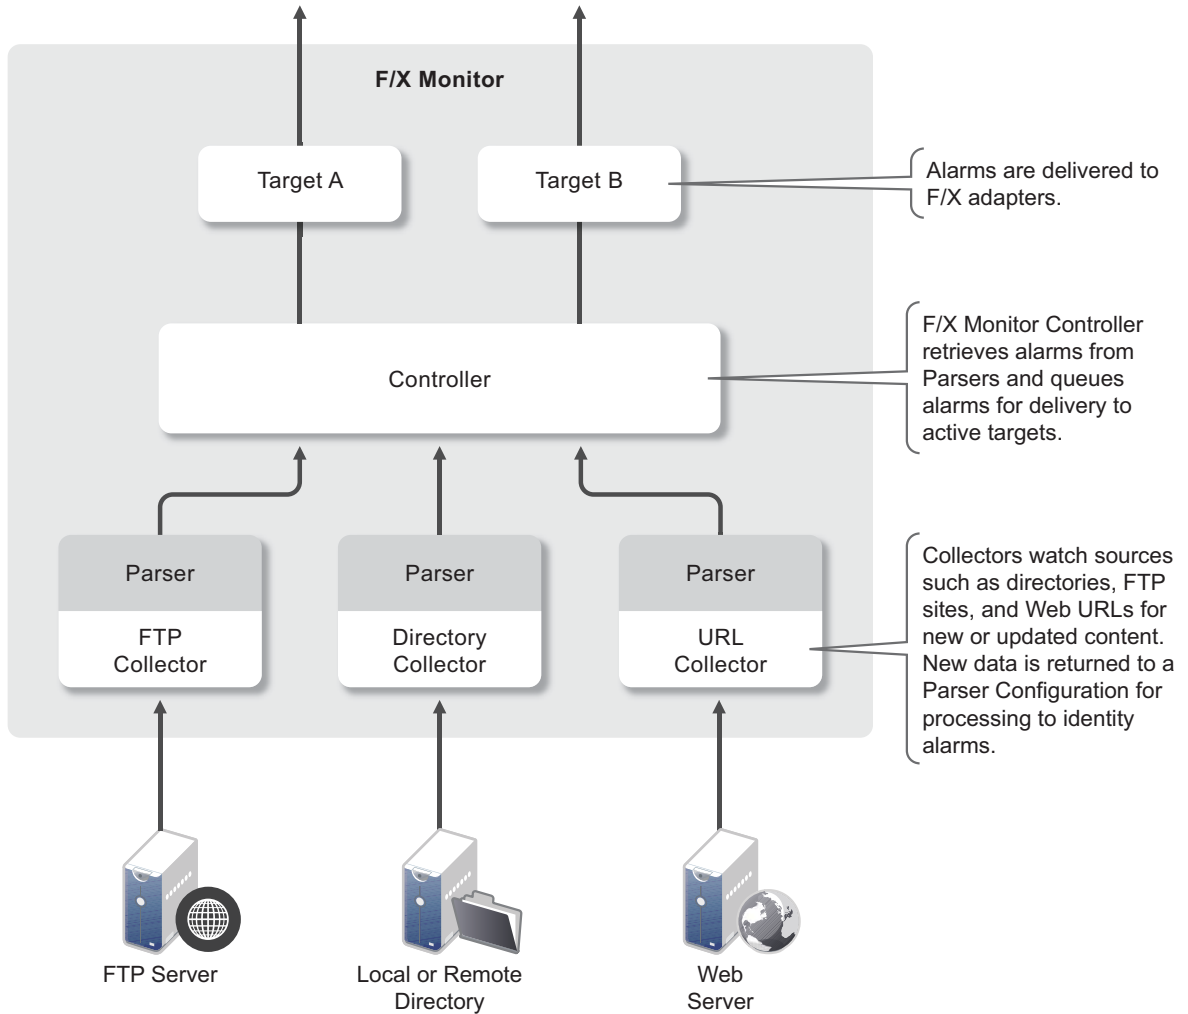 F/X Monitor
Target A
Target B
Alarms are delivered to
F/X adapters.
F/X Monitor Controller
retrieves alarms from
Parsers and queues
alarms for delivery to
active targets.
Controller
Parser
FTP
Collector
Parser
Directory
Collector
Parser
URL
Collector
Collectors watch sources
such as directories, FTP
sites, and Web URLs for
new or updated content.
New data is returned to a
Parser Configuration for
processing to identity
alarms.
FTP Server
Local or Remote
Directory
Web
Server